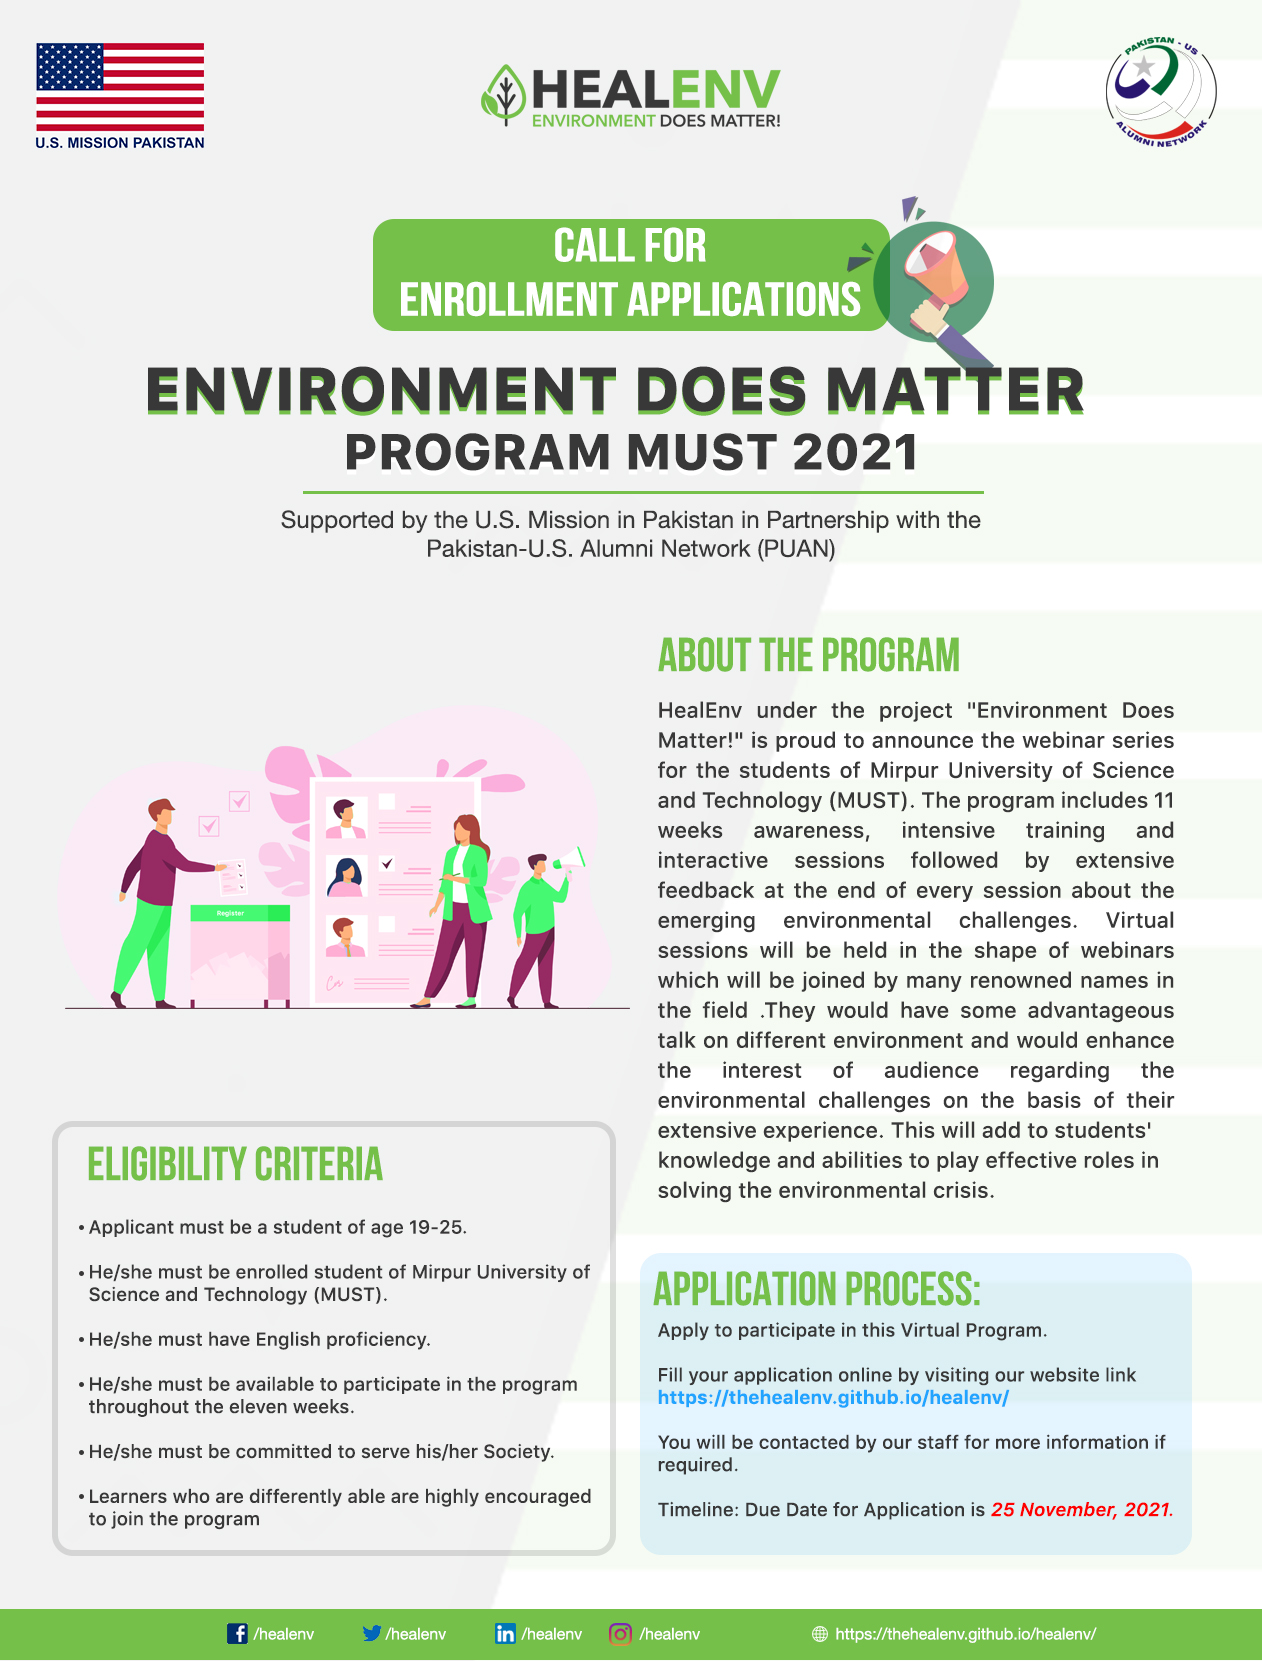 U.S. MISSION PAKISTAN
HEALENV
ENVIRONMENT DOES MATTER!
PAKISTAN - US
ALUMNI NETWORK
CALL FOR
ENROLLMENT APPLICATIONS
ENVIRONMENT DOES MATTER
PROGRAM MUST 2021
Supported by the U.S. Mission in Pakistan in Partnership with the
Pakistan-U.S. Alumni Network (PUAN)
Register
ABOUT THE PROGRAM
HealEnv under the project "Environment Does
Matter!" is proud to announce the webinar series
for the students of Mirpur University of Science
and Technology (MUST). The program includes 11
weeks awareness, intensive training and
interactive sessions followed by extensive
feedback at the end of every session about the
emerging environmental challenges. Virtual
sessions will be held in the shape of webinars
which will be joined by many renowned names in
the field .They would have some advantageous
talk on different environment and would enhance
the interest of audience regarding the
environmental challenges on the basis of their
extensive experience. This will add to students'
knowledge and abilities to play effective roles in
solving the environmental crisis.
ELIGIBILITY CRITERIA
• Applicant must be a student of age 19-25.
• He/she must be enrolled student of Mirpur University of
Science and Technology (MUST).
• He/she must have English proficiency.
• He/she must be available to participate in the program
throughout the eleven weeks.
• He/she must be committed to serve his/her Society.
• Learners who are differently able are highly encouraged
to join the program
APPLICATION PROCESS:
Apply to participate in this Virtual Program.
Fill your application online by visiting our website link
https://thehealenv.github.io/healenv/
You will be contacted by our staff for more information if
required.
Timeline: Due Date for Application is 25 November, 2021.
/healenv
/healenv
/healenv
/healenv
https://thehealenv.github.io/healenv/